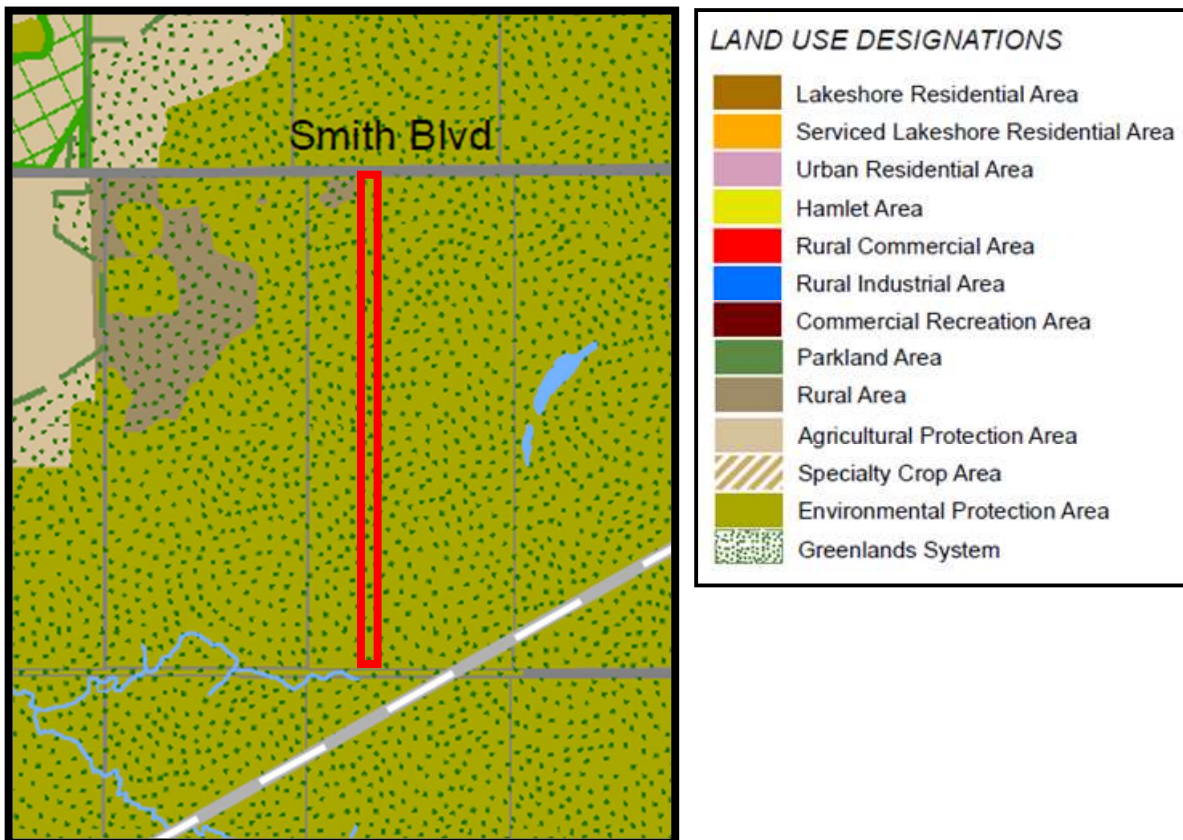 Smith Blvd
LAND USE DESIGNATIONS
Lakeshore Residential Area
Serviced Lakeshore Residential Area
Urban Residential Area
Hamlet Area
Rural Commercial Area
Rural Industrial Area
Commercial Recreation Area
Parkland Area
Rural Area
Agricultural Protection Area
Specialty Crop Area
Environmental Protection Area
Greenlands System